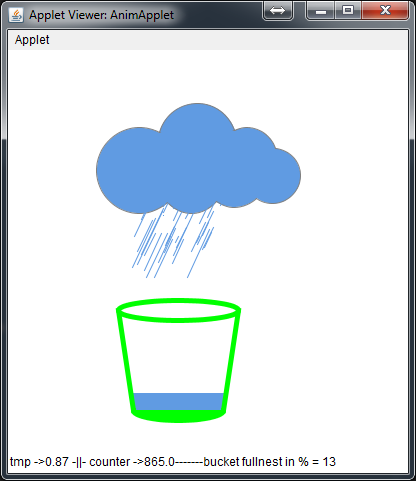 Applet Viewer: AnimApplet
Applet
tmp ->0.87 -||- counter ->865.0-------bucket fullnest in % = 13